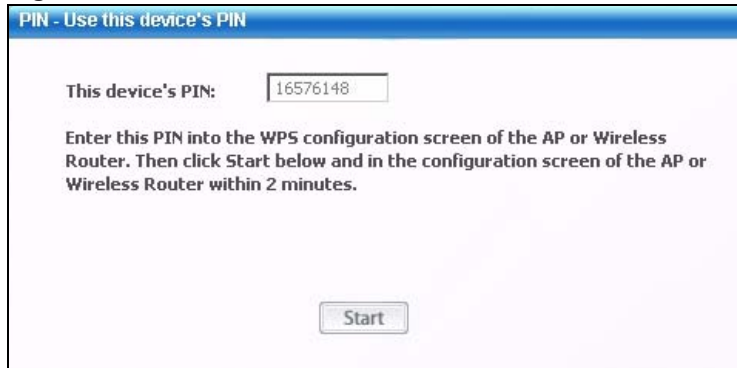 PIN - Use this device's PIN
This device's PIN:  16576148
Enter this PIN into the WPS configuration screen of the AP or Wireless
Router. Then click Start below and in the configuration screen of the AP or
Wireless Router within 2 minutes.
Start